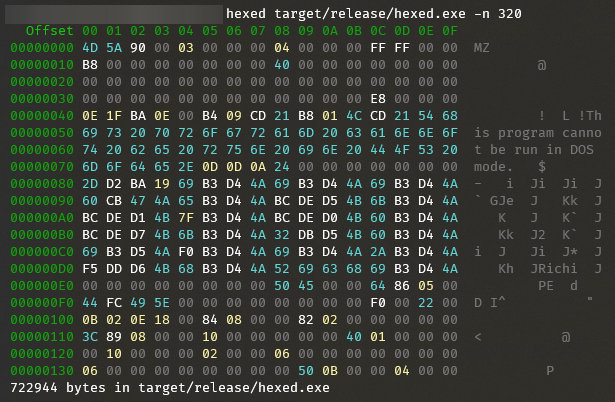 hexed target/release/hexed.exe -n 320
Offset 00 01 02 03 04 05 06 07 08 09 0A 0B 0C 0D 0E 0F
00000000 4D 5A 90 00 03 00 00 00 04 00 00 00 FF FF 00 00 MZ
00000010 B8 00 00 00 00 00 00 00 40 00 00 00 00 00 00 00 @
00000020 00 00 00 00 00 00 00 00 00 00 00 00 00 00 00 00
00000030 00 00 00 00 00 00 00 00 00 00 00 00 E8 00 00 00
00000040 0E 1F BA 0E 00 B4 09 CD 21 B8 01 4C CD 21 54 68 ! L !Th
00000050 69 73 20 70 72 6F 67 72 61 6D 20 63 61 6E 6E 6F is program canno
00000060 74 20 62 65 20 72 75 6E 20 69 6E 20 44 4F 53 20 t be run in DOS
00000070 6D 6F 64 65 2E 0D 0D 0A 24 00 00 00 00 00 00 00 mode. $
00000080 2D D2 BA 19 69 B3 D4 4A 69 B3 D4 4A 69 B3 D4 4A - i Ji Ji J
00000090 60 CB 47 4A 65 B3 D4 4A BC DE D5 4B 6B B3 D4 4A ` GJe J Kk J
000000A0 BC DE D1 4B 7F B3 D4 4A BC DE D0 4B 60 B3 D4 4A K J K` J
000000B0 BC DE D7 4B 6B B3 D4 4A 32 DB D5 4B 60 B3 D4 4A Kk J2 K` J
000000C0 69 B3 D5 4A F0 B3 D4 4A 69 B3 D4 4A 2A B3 D4 4A i J Ji J* J
000000D0 F5 DD D6 4B 68 B3 D4 4A 52 69 63 68 69 B3 D4 4A Kh JRichi J
000000E0 00 00 00 00 00 00 00 00 50 45 00 00 64 86 05 00 PE d
000000F0 44 FC 49 5E 00 00 00 00 00 00 00 00 F0 00 22 00 D I^ "
00000100 0B 02 0E 18 00 84 08 00 00 82 02 00 00 00 00 00
00000110 3C 89 08 00 00 10 00 00 00 00 00 40 01 00 00 00 < @
00000120 00 10 00 00 00 02 00 00 06 00 00 00 00 00 00 00
00000130 06 00 00 00 00 00 00 00 00 50 0B 00 00 04 00 00 P
722944 bytes in target/release/hexed.exe